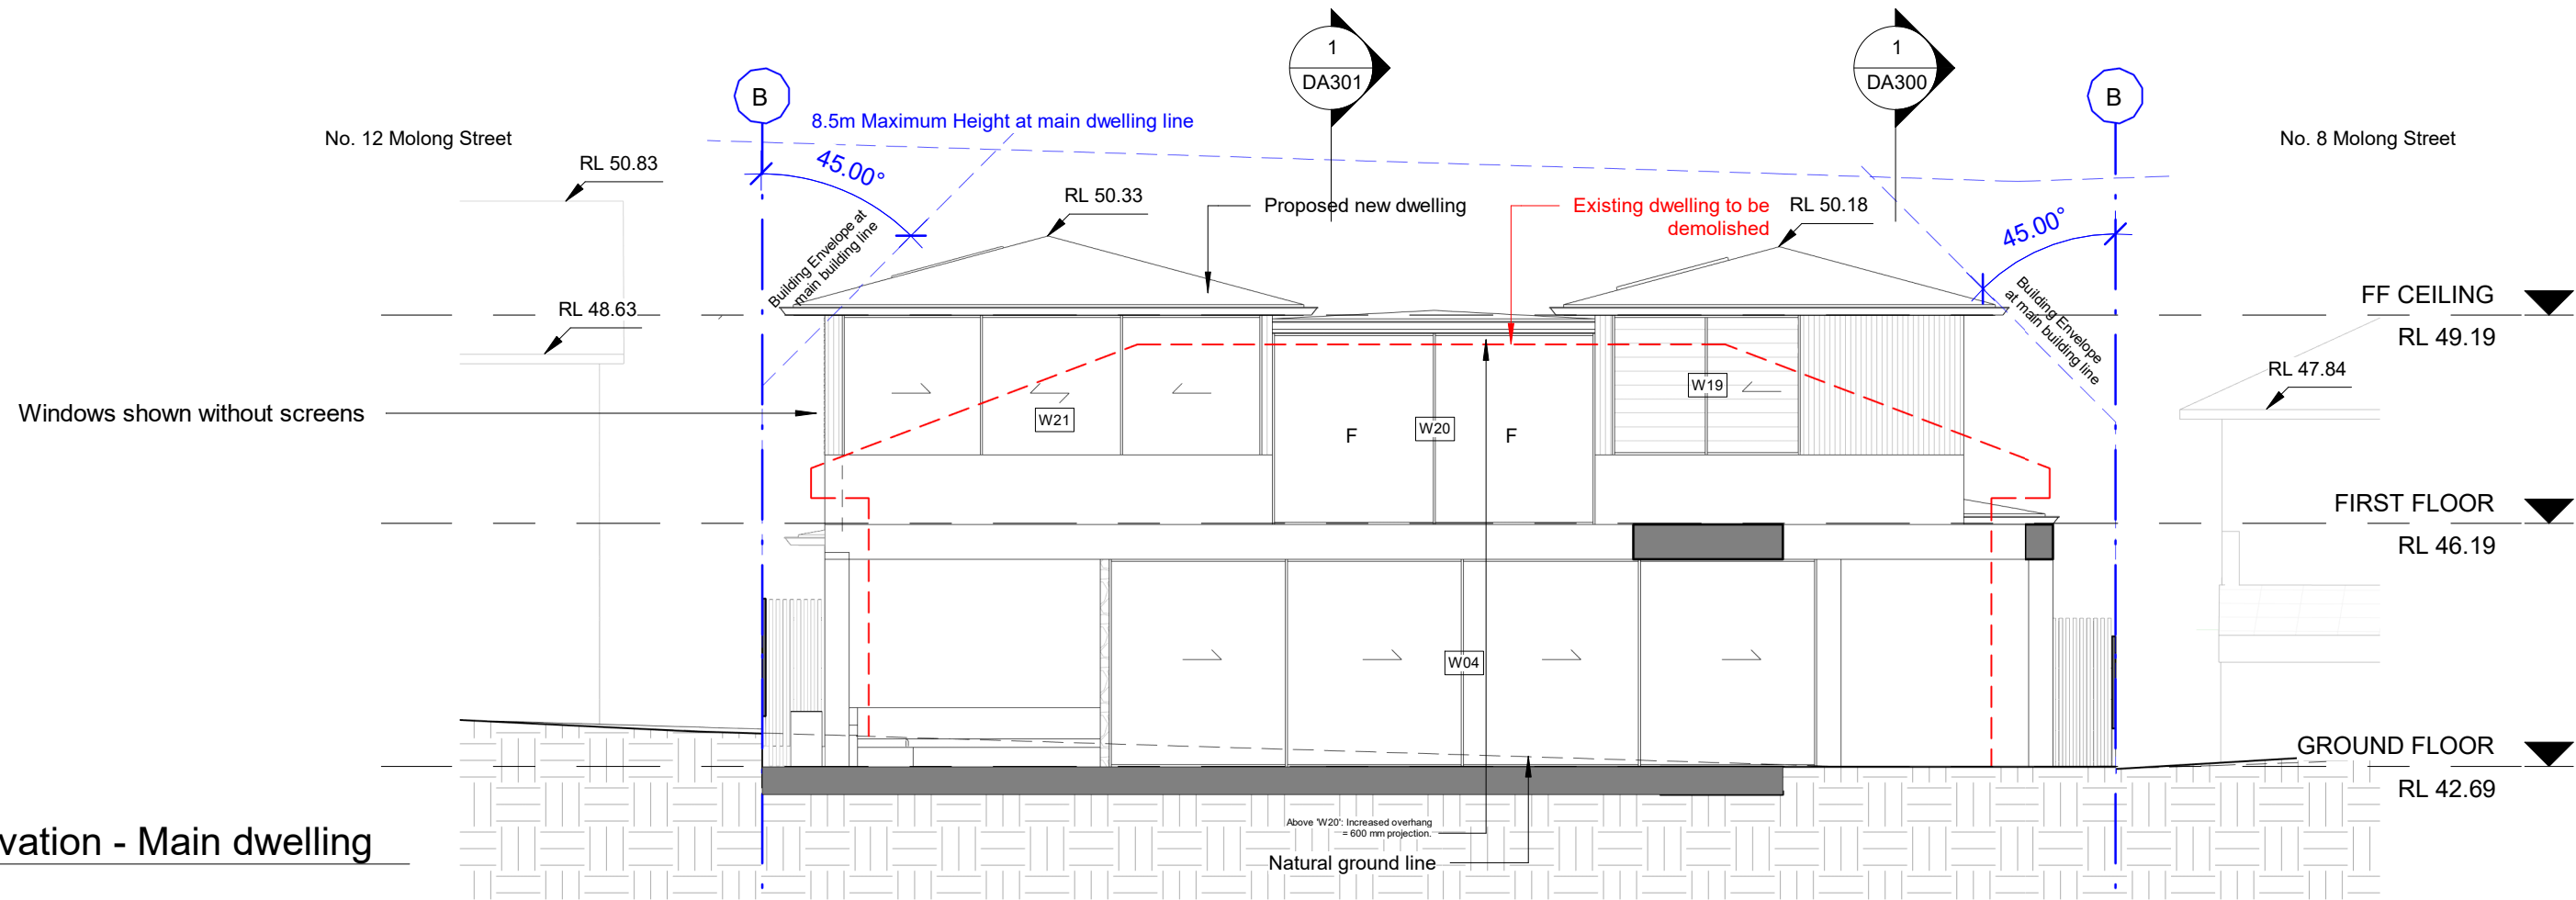 1
DA301
1
DA300
B
B
8.5m Maximum Height at main dwelling line
No. 12 Molong Street
No. 8 Molong Street
RL 50.83
45.00°
RL 50.33
Proposed new dwelling
Existing dwelling to be
demolished
RL 50.18
45.00°
Building Envelope at
main building line
Building Envelope
at main building line
FF CEILING
RL 49.19
RL 48.63
RL 47.84
Windows shown without screens
W21
W20
W19
F
F
FIRST FLOOR
RL 46.19
W04
GROUND FLOOR
RL 42.69
Above 'W20': Increased overhang
= 600 mm projection.
Natural ground line
vation - Main dwelling